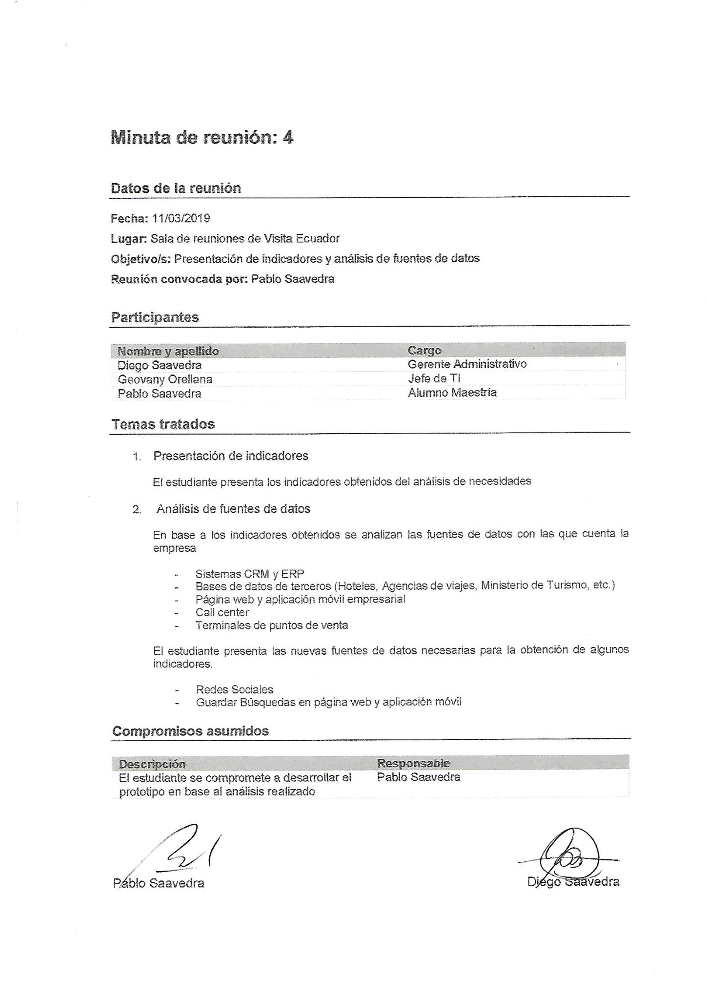 Minuta de reunión: 4
Datos de la reunión
Fecha: 11/03/2019
Lugar: Sala de reuniones de Visita Ecuador
Objetivo/s: Presentación de indicadores y análisis de fuentes de datos
Reunión convocada por: Pablo Saavedra
Participantes
Nombre y apellido Cargo
Diego Saavedra Gerente Administrativo
Geovany Orellana Jefe de TI
Pablo Saavedra Alumno Maestría
Temas tratados
1. Presentación de indicadores
El estudiante presenta los indicadores obtenidos del análisis de necesidades
2. Análisis de fuentes de datos
En base a los indicadores obtenidos se analizan las fuentes de datos con las que cuenta la
empresa
- Sistemas CRM y ERP
- Bases de datos de terceros (Hoteles, Agencias de viajes, Ministerio de Turismo, etc.)
- Página web y aplicación móvil empresarial
- Call center
- Terminales de puntos de venta
El estudiante presenta las nuevas fuentes de datos necesarias para la obtención de algunos
indicadores.
- Redes Sociales
- Guardar Búsquedas en página web y aplicación móvil
Compromisos asumidos
Descripción Responsable
El estudiante se compromete a desarrollar el Pablo Saavedra
prototipo en base al análisis realizado
Pablo Saavedra Diego Saavedra